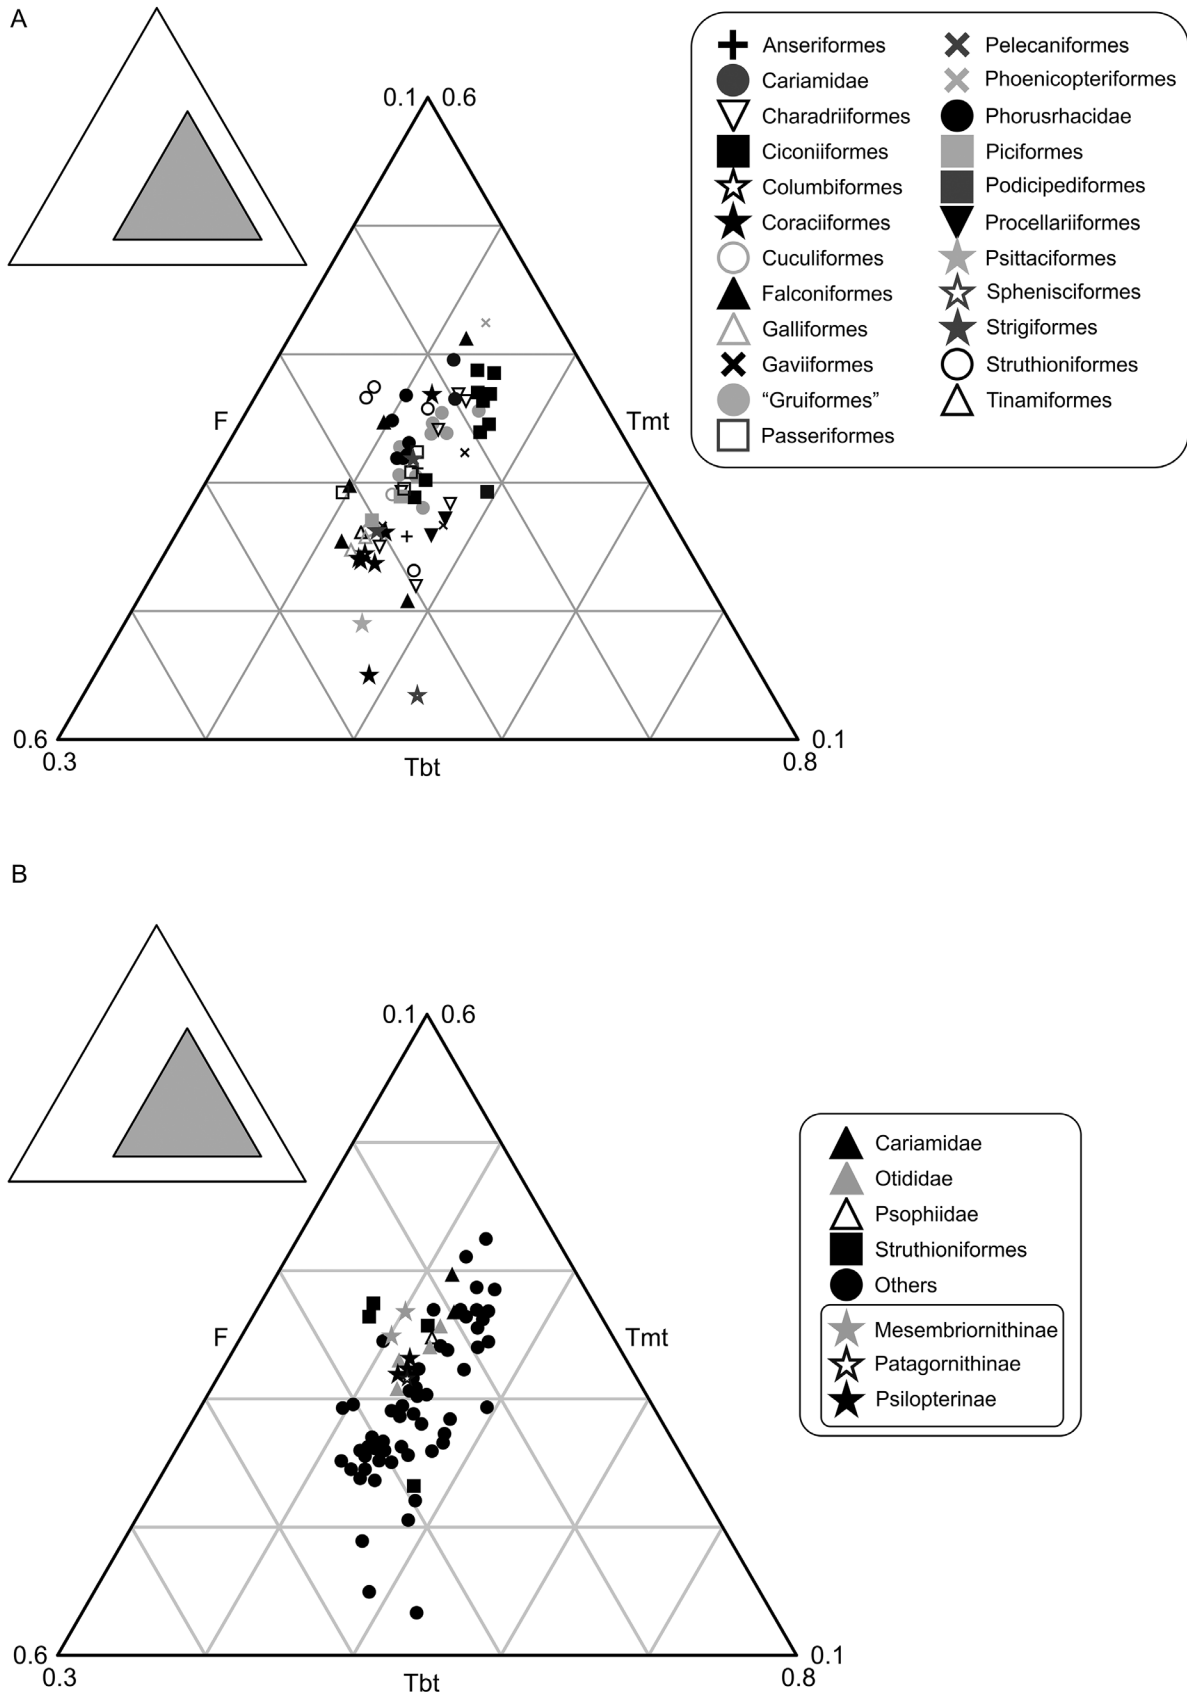 A
Anseriformes
Cariamidae
Charadriiformes
Ciconiiformes
Columbiformes
Coraciiformes
Cuculiformes
Falconiformes
Galliformes
Gaviiformes
“Gruiformes”
Passeriformes
Pelecaniformes
Phoenicopteriformes
Phorusrhacidae
Piciformes
Podicipediformes
Procellariiformes
Psittaciformes
Sphenisciformes
Strigiformes
Struthioniformes
Tinamiformes
0.1 0.6
F
Tmt
0.6
0.1
0.3
Tbt
0.8
B
0.1 0.6
Cariamidae
Otididae
Psophiidae
Struthioniformes
Others
Mesembriornithinae
Patagornithinae
Psilopterinae
F
Tmt
0.6
0.1
0.3
Tbt
0.8